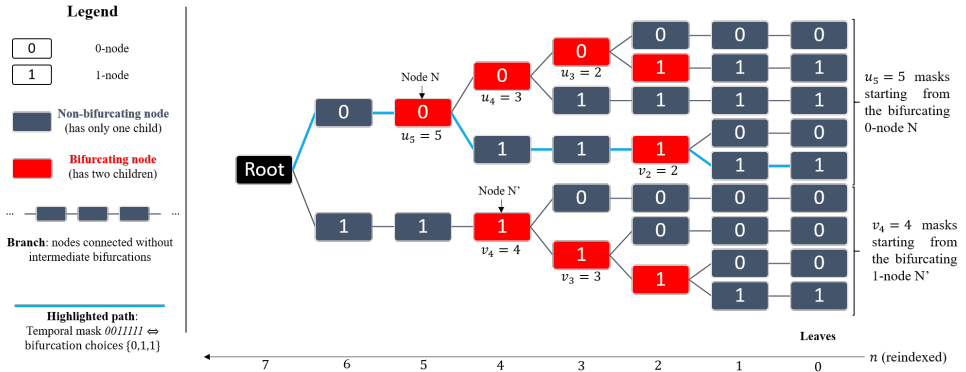 Legend
0
0-node
1
1-node
Non-bifurcating node
(has only one child)
Bifurcating node
(has two children)
... ...
Branch: nodes connected without
intermediate bifurcations
Highlighted path:
Temporal mask 0011111 ⇔
bifurcation choices {0,1,1}
0 0 0
0
u₃ = 2
1 1 1
Node N
0
u₄ = 3
1 1 1 1
0 0
u₅ = 5
0 0
1 1 1
v₂ = 2
1 1
Root
Node N'
0 0 0 0
1 1 1
v₄ = 4
0 0 0
1
v₃ = 3
0 0
1
1 1
u₅ = 5 masks
starting from
the bifurcating
0-node N
v₄ = 4 masks
starting from
the bifurcating
1-node N'
Leaves
7 6 5 4 3 2 1 0
n (reindexed)